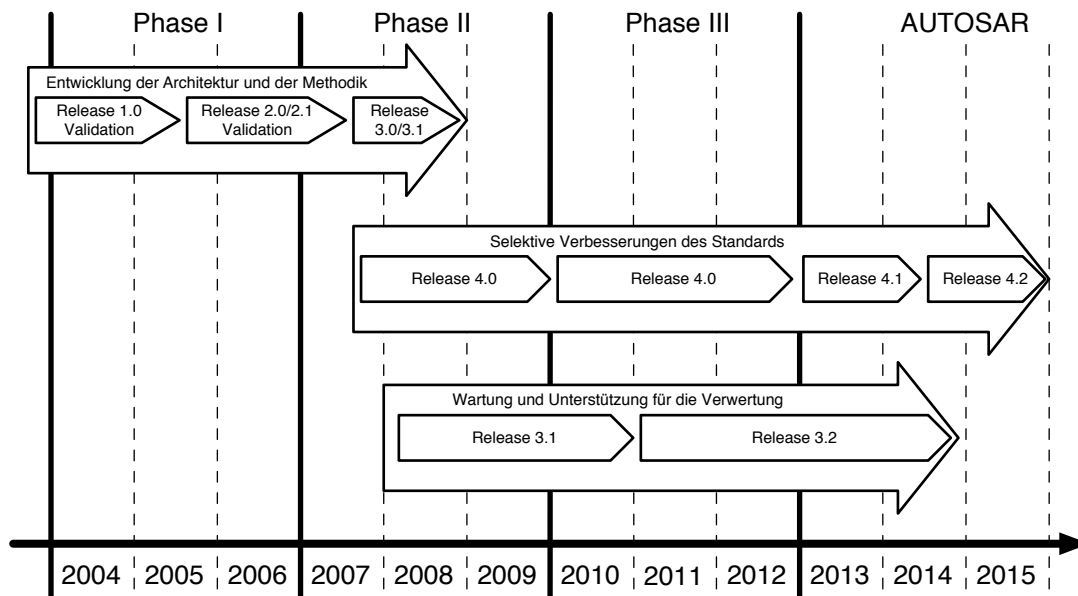 Phase I
Phase II
Phase III
AUTOSAR
Entwicklung der Architektur und der Methodik
Release 1.0
Validation
Release 2.0/2.1
Validation
Release
3.0/3.1
Selektive Verbesserungen des Standards
Release 4.0
Release 4.0
Release 4.1
Release 4.2
Wartung und Unterstützung für die Verwertung
Release 3.1
Release 3.2
2004
2005
2006
2007
2008
2009
2010
2011
2012
2013
2014
2015